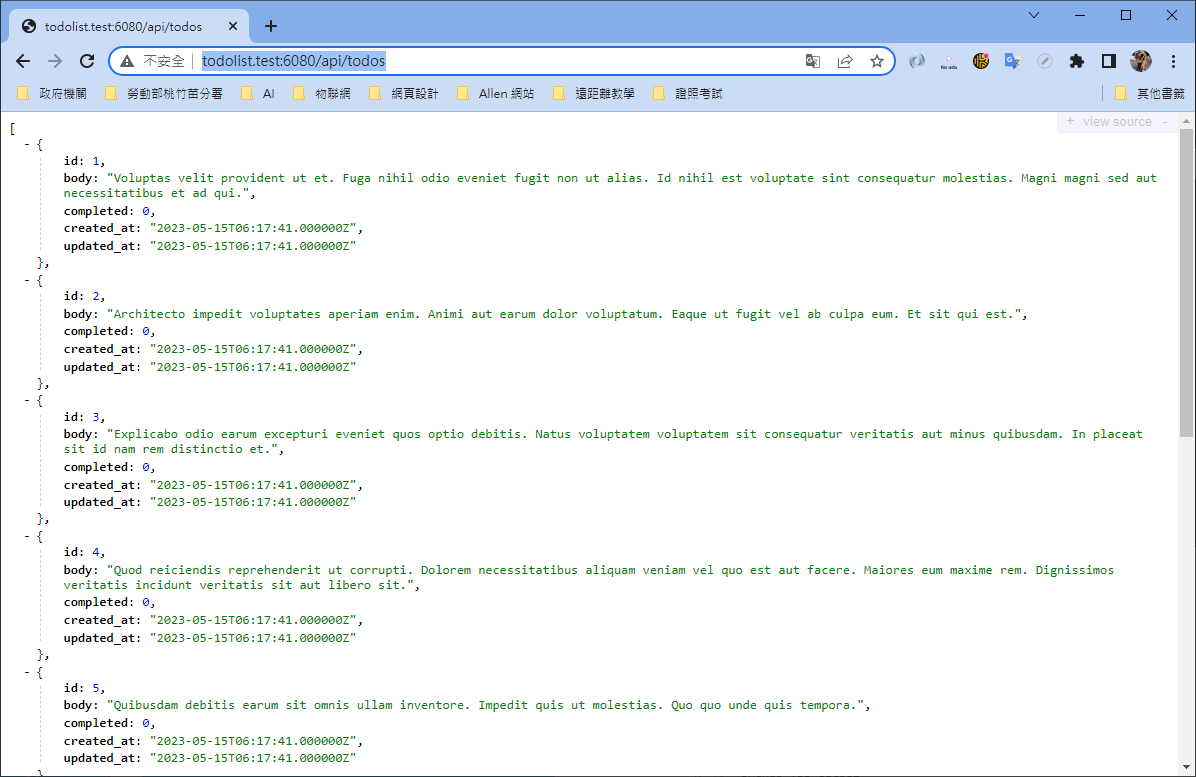 todolist.test:6080/api/todos
不安全 todolist.test:6080/api/todos
政府機關 勞動部桃竹苗分署 AI 物聯網 網頁設計 Allen 網站 遠距離教學 證照考試 其他書籤
+ view source -
[
- {
id: 1,
body: "Voluptas velit provident ut et. Fuga nihil odio eveniet fugit non ut alias. Id nihil est voluptate sint consequatur molestias. Magni magni sed aut
necessitatibus et ad qui.",
completed: 0,
created_at: "2023-05-15T06:17:41.000000Z",
updated_at: "2023-05-15T06:17:41.000000Z"
},
- {
id: 2,
body: "Architecto impedit voluptates aperiam enim. Animi aut earum dolor voluptatum. Eaque ut fugit vel ab culpa eum. Et sit qui est.",
completed: 0,
created_at: "2023-05-15T06:17:41.000000Z",
updated_at: "2023-05-15T06:17:41.000000Z"
},
- {
id: 3,
body: "Explicabo odio earum excepturi eveniet quos optio debitis. Natus voluptatem voluptatem sit consequatur veritatis aut minus quibusdam. In placeat
sit id nam rem distinctio et.",
completed: 0,
created_at: "2023-05-15T06:17:41.000000Z",
updated_at: "2023-05-15T06:17:41.000000Z"
},
- {
id: 4,
body: "Quod reiciendis reprehenderit ut corrupti. Dolorem necessitatibus aliquam veniam vel quo est aut facere. Maiores eum maxime rem. Dignissimos
veritatis incidunt veritatis sit aut libero sit.",
completed: 0,
created_at: "2023-05-15T06:17:41.000000Z",
updated_at: "2023-05-15T06:17:41.000000Z"
},
- {
id: 5,
body: "Quibusdam debitis earum sit omnis ullam inventore. Impedit quis ut molestias. Quo quo unde quis tempora.",
completed: 0,
created_at: "2023-05-15T06:17:41.000000Z",
updated_at: "2023-05-15T06:17:41.000000Z"
}